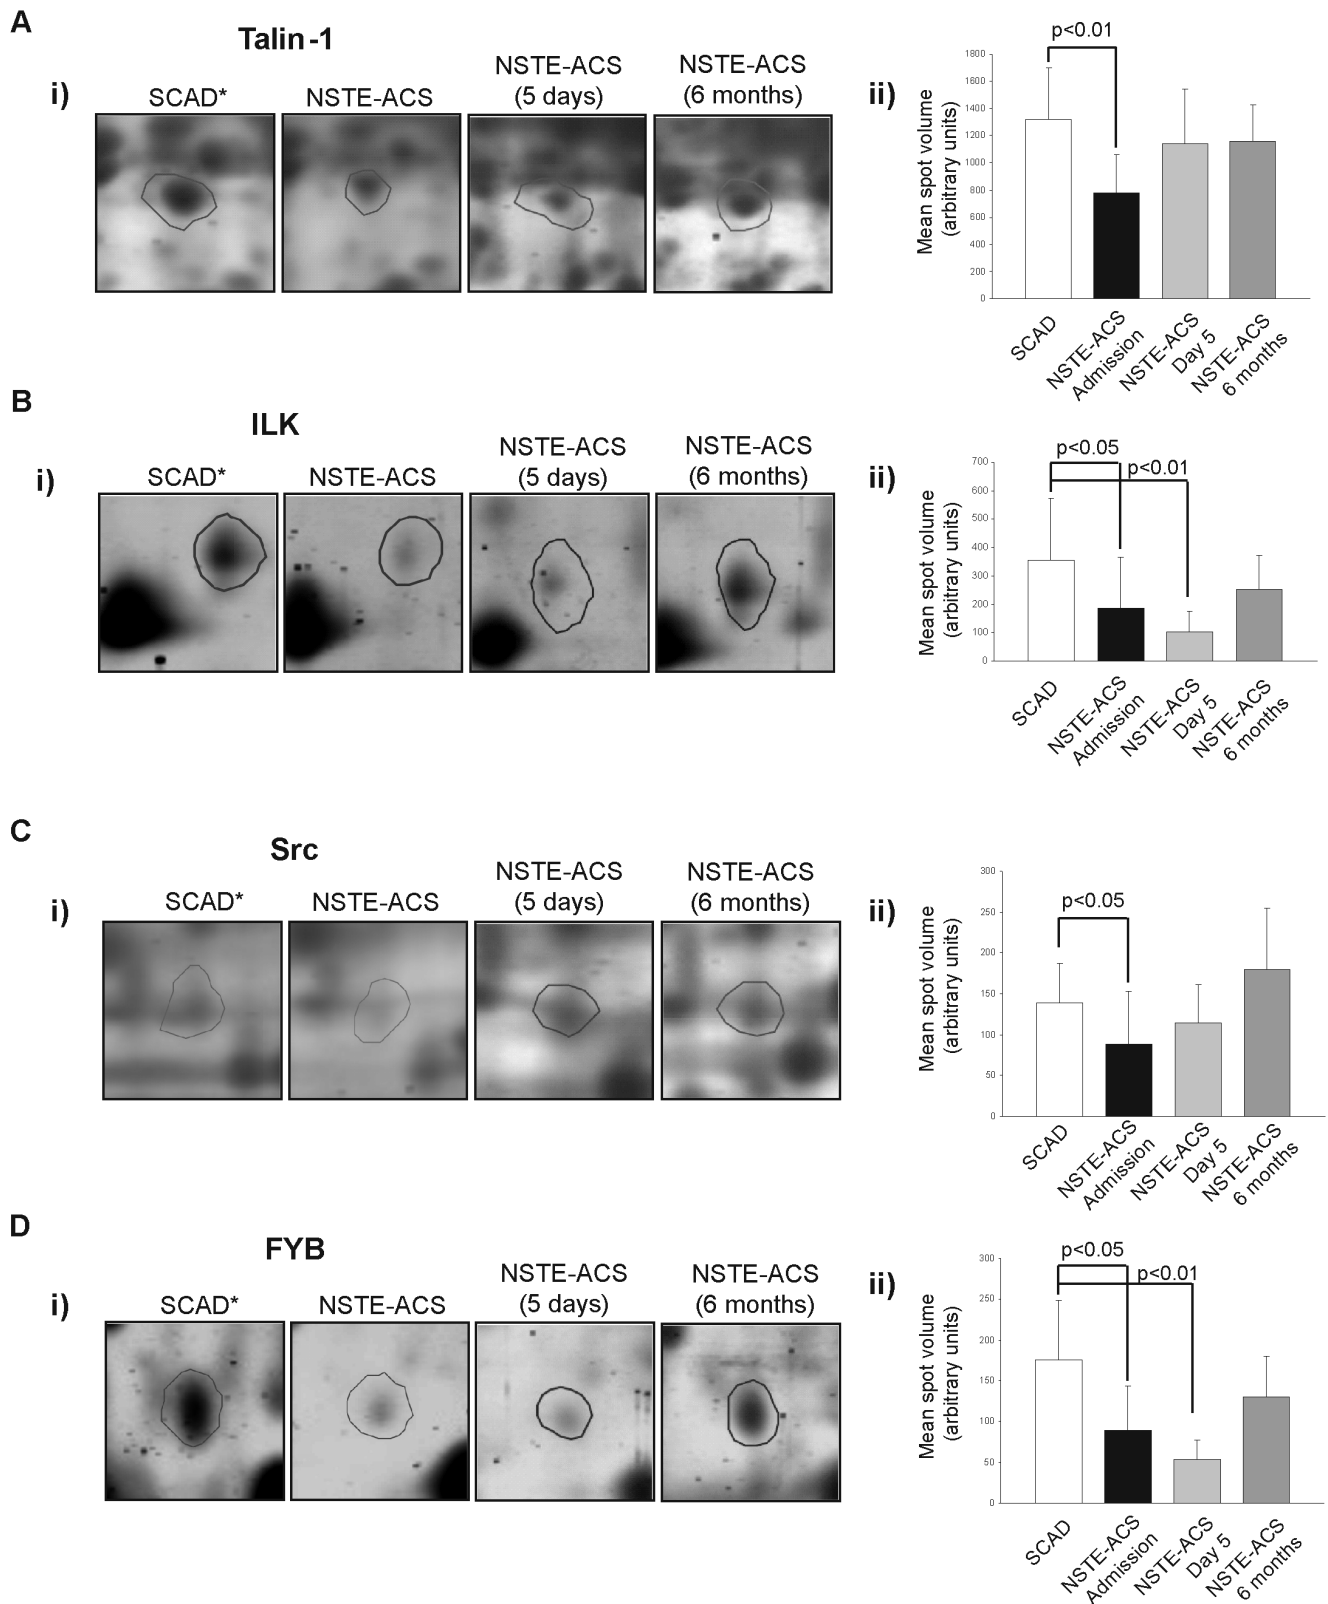 A
Talin-1
i)
SCAD*
NSTE-ACS
NSTE-ACS
(5 days)
NSTE-ACS
(6 months)
ii)
p<0.01
Mean spot volume
(arbitrary units)
1800
1600
1400
1200
1000
800
600
400
200
0
SCAD
NSTE-ACS
Admission
NSTE-ACS
Day 5
NSTE-ACS
6 months
B
ILK
i)
SCAD*
NSTE-ACS
NSTE-ACS
(5 days)
NSTE-ACS
(6 months)
ii)
p<0.05
p<0.01
Mean spot volume
(arbitrary units)
700
600
500
400
300
200
100
0
SCAD
NSTE-ACS
Admission
NSTE-ACS
Day 5
NSTE-ACS
6 months
C
Src
i)
SCAD*
NSTE-ACS
NSTE-ACS
(5 days)
NSTE-ACS
(6 months)
ii)
p<0.05
Mean spot volume
(arbitrary units)
300
250
200
150
100
50
0
SCAD
NSTE-ACS
Admission
NSTE-ACS
Day 5
NSTE-ACS
6 months
D
FYB
i)
SCAD*
NSTE-ACS
NSTE-ACS
(5 days)
NSTE-ACS
(6 months)
ii)
p<0.05
p<0.01
Mean spot volume
(arbitrary units)
300
250
200
150
100
50
0
SCAD
NSTE-ACS
Admission
NSTE-ACS
Day 5
NSTE-ACS
6 months